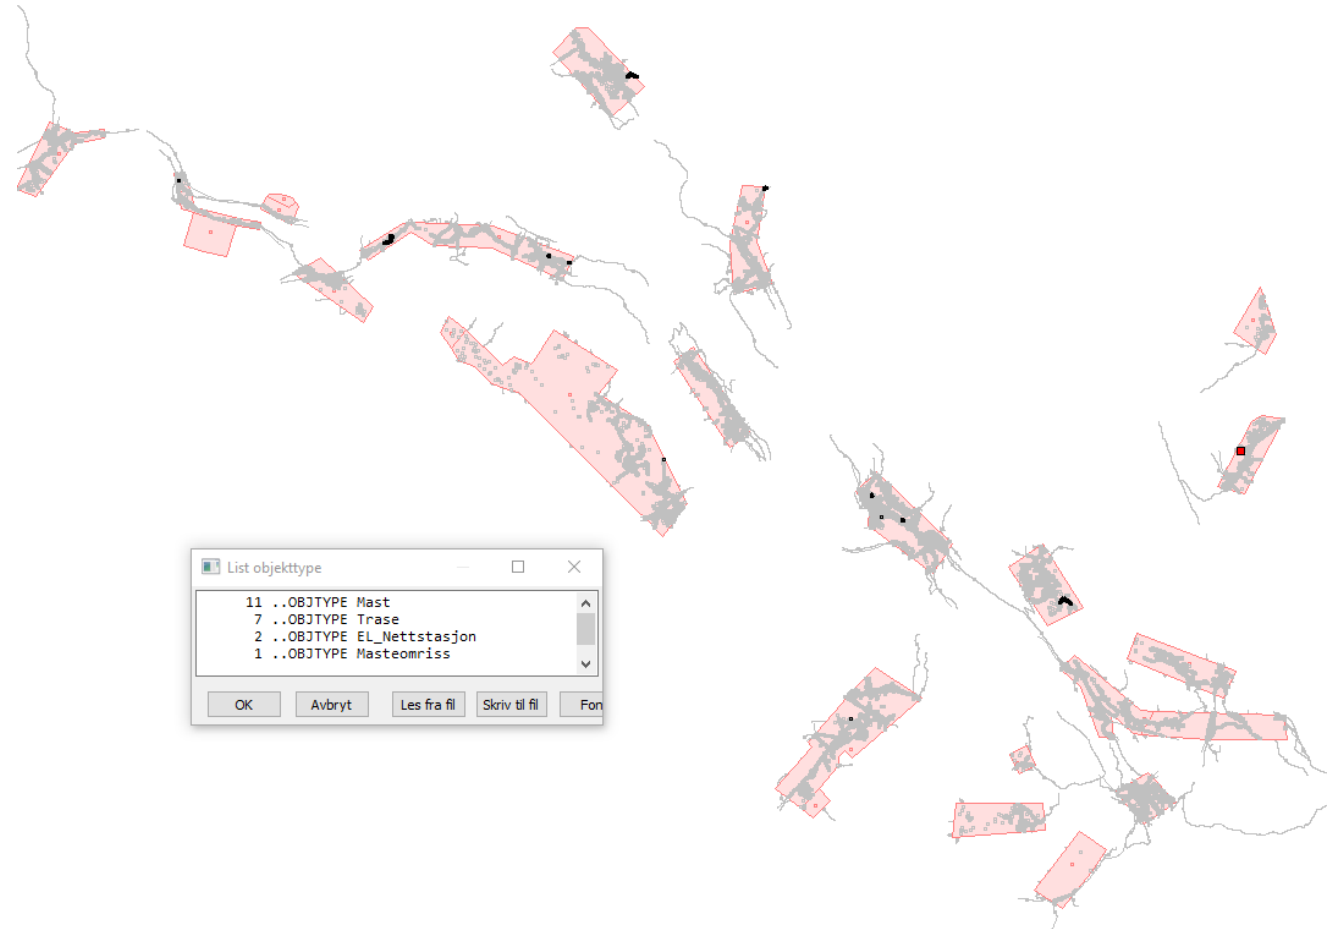 List objekttype
11 ..OBJTYPE Mast
7 ..OBJTYPE Trase
2 ..OBJTYPE EL_Nettstasjon
1 ..OBJTYPE Masteomriss
OK Avbryt Les fra fil Skriv til fil Fon